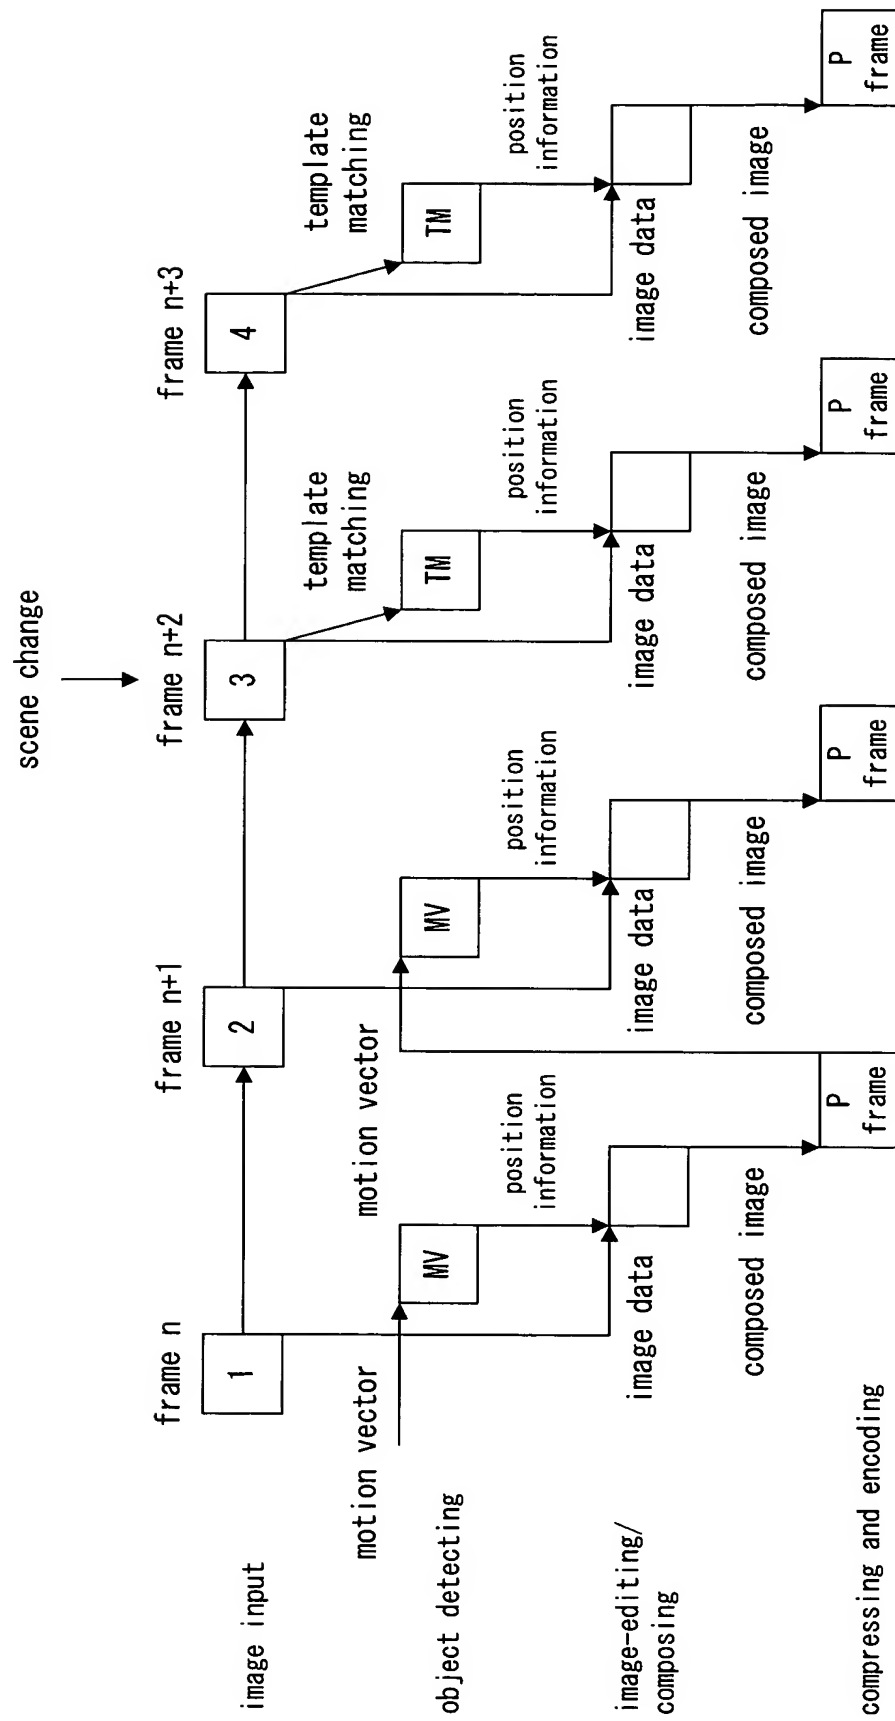 scene change
frame n
frame n+1
frame n+2
frame n+3
image input
1
2
3
4
motion vector
motion vector
template
matching
template
matching
object detecting
MV
MV
TM
TM
position
information
position
information
position
information
position
information
image-editing/
composing
image data
image data
image data
image data
composed image
composed image
composed image
composed image
compressing and encoding
P
frame
P
frame
P
frame
P
frame